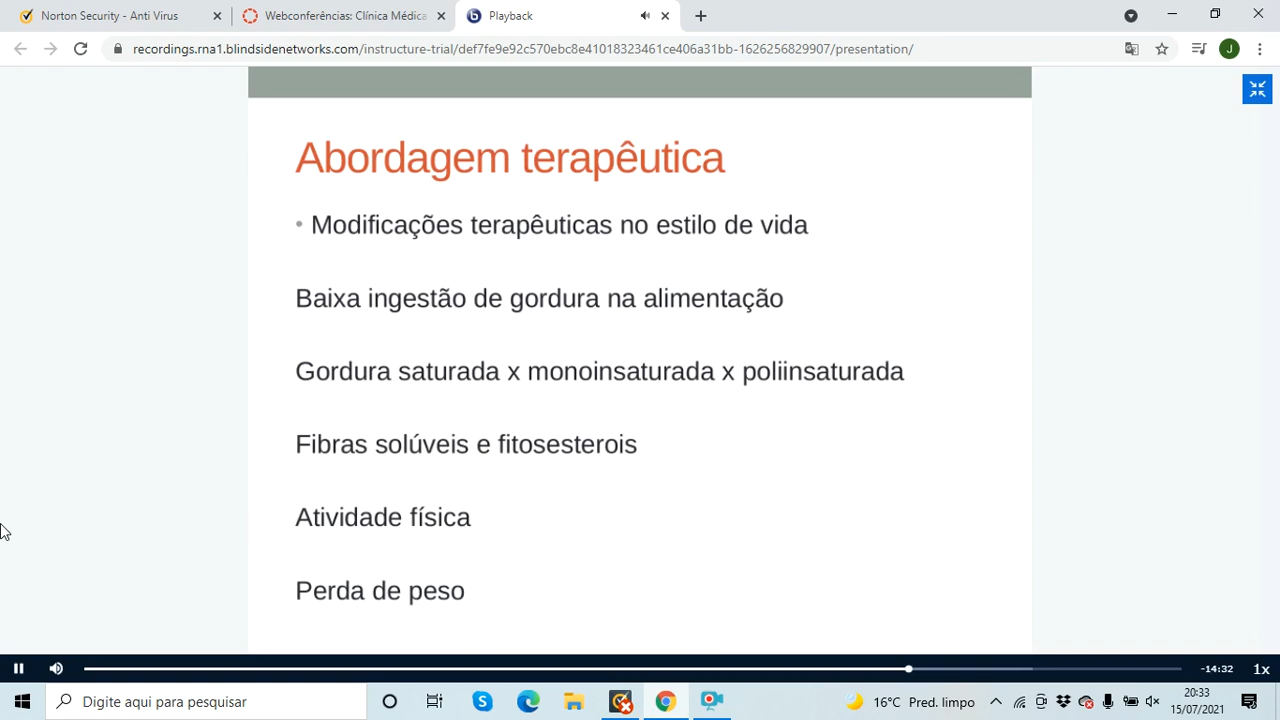 Norton Security - Anti Virus
Webconferências: Clínica Médica
Playback
recordings.rna1.blindsidenetworks.com/instructure-trial/def7fe9e92c570ebc8e41018323461ce406a31bb-1626256829907/presentation/
J
Abordagem terapêutica
• Modificações terapêuticas no estilo de vida
Baixa ingestão de gordura na alimentação
Gordura saturada x monoinsaturada x poliinsaturada
Fibras solúveis e fitosesterois
Atividade física
Perda de peso
-14:32 1x
Digite aqui para pesquisar
16°C Pred. limpo
20:33
15/07/2021